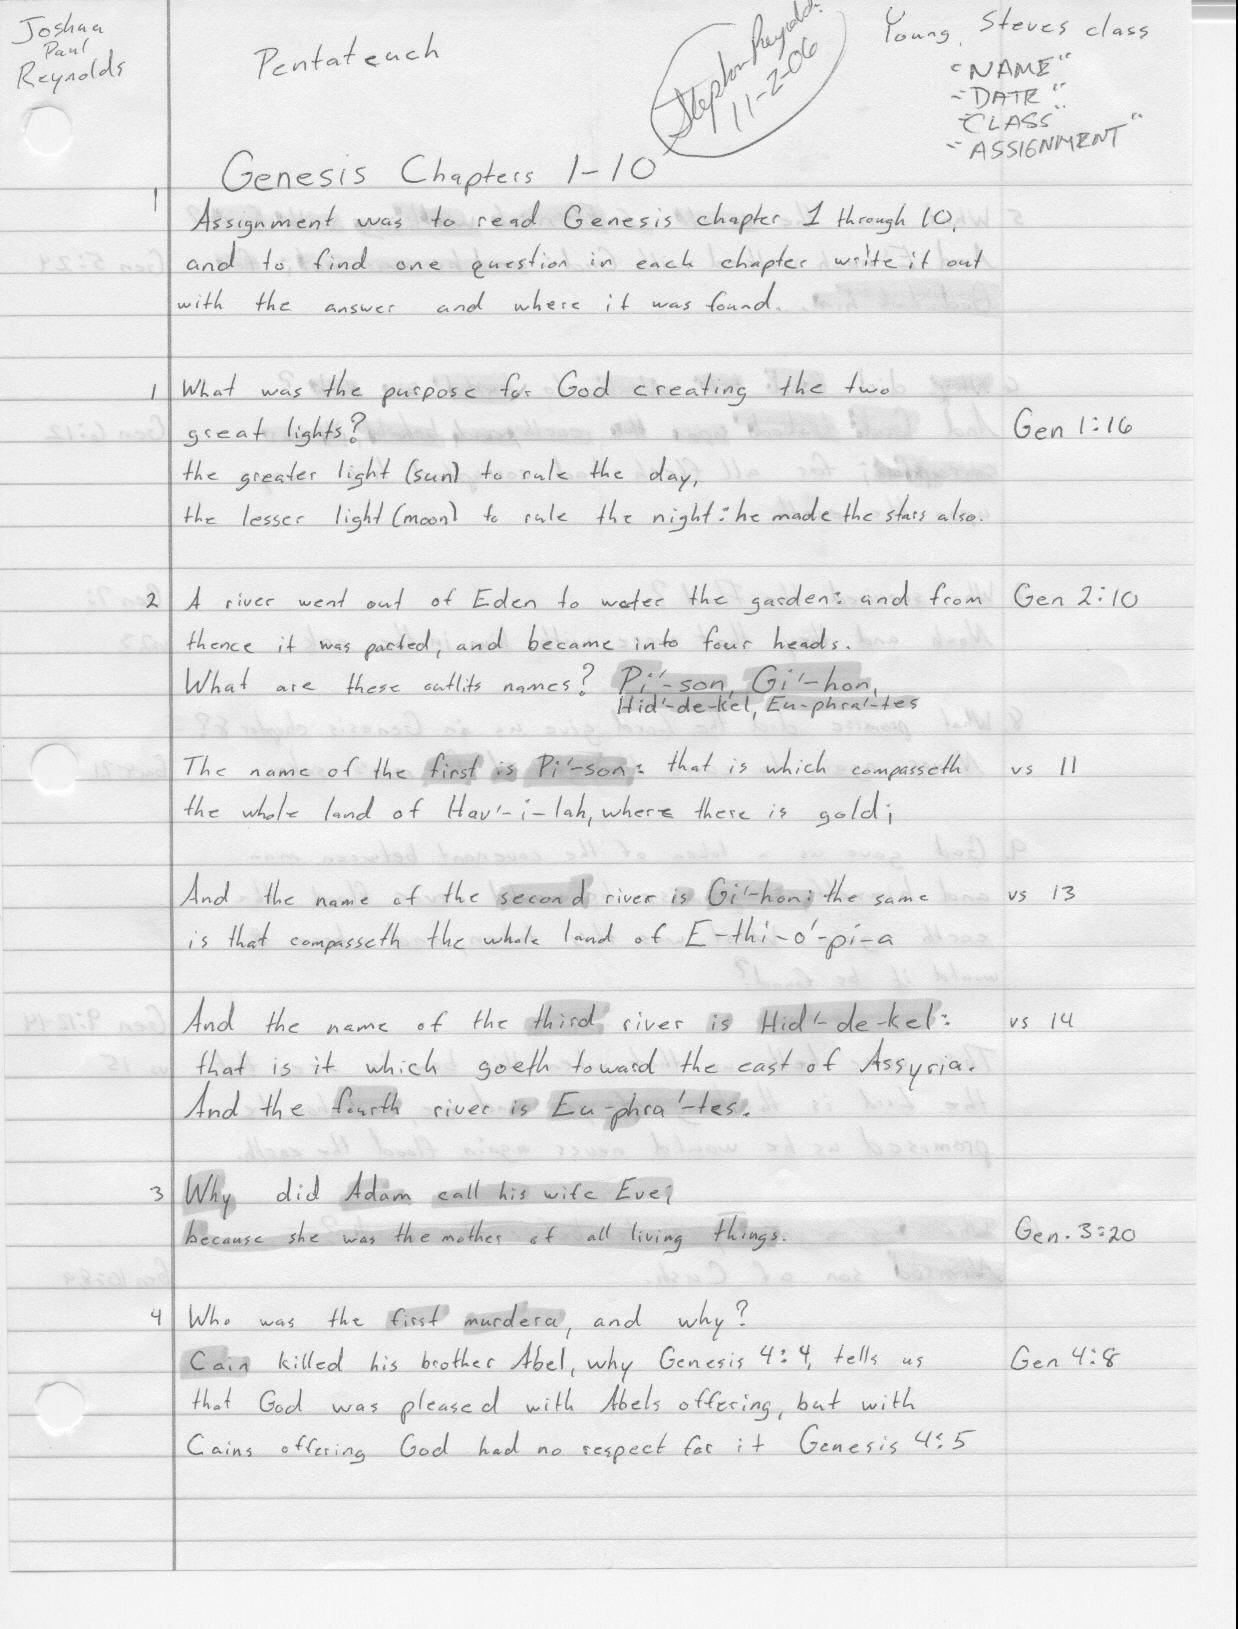 Joshua
Paul
Reynolds
Pentateuch
Stephen Reynolds
11-2-06
Young, Steves class
"NAME"
"DATE"
"CLASS"
"ASSIGNMENT"
Genesis Chapters 1-10
1
Assignment was to read Genesis chapter 1 through 10,
and to find one question in each chapter write it out
with the answer and where it was found.
1 What was the purpose for God creating the two
great lights? Gen 1:16
the greater light (sun) to rule the day,
the lesser light (moon) to rule the night: he made the stars also.
2 A river went out of Eden to water the garden: and from Gen 2:10
thence it was parted, and became into four heads.
What are these outlits names? Pi'-son, Gi'-hon,
Hid'-de-kel, Eu-phra'-tes
The name of the first is Pi'-son: that is which compasseth vs 11
the whole land of Hav'-i-lah, where there is gold;
And the name of the second river is Gi'-hon: the same vs 13
is that compasseth the whole land of E-thi-o'-pi-a
And the name of the third river is Hid'-de-kel: vs 14
that is it which goeth toward the east of Assyria.
And the fourth river is Eu-phra'-tes.
3 Why did Adam call his wife Eve;
because she was the mother of all living things. Gen. 3:20
4 Who was the first murdera, and why?
Cain killed his brother Abel, why Genesis 4:4, tells us Gen 4:8
that God was pleased with Abels offering, but with
Cains offering God had no respect for it Genesis 4:5